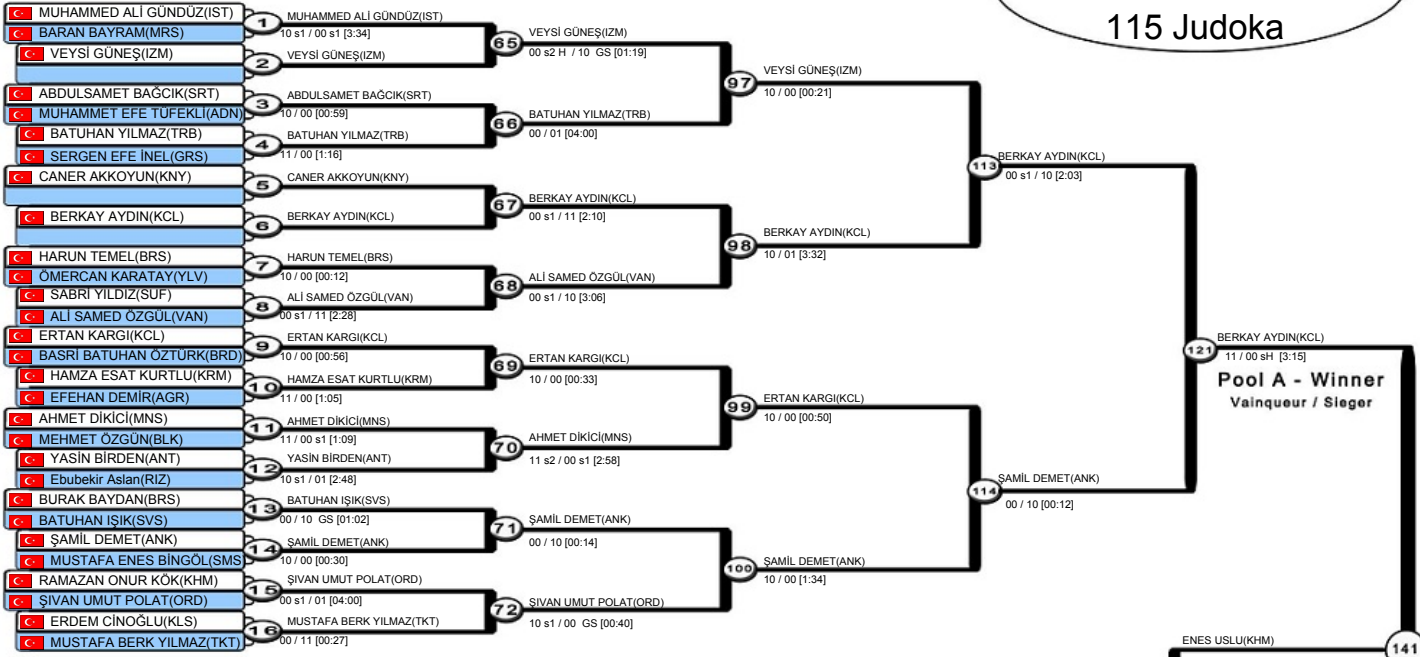 115 Judoka
MUHAMMED ALİ GÜNDÜZ(IST)
BARAN BAYRAM(MRS)
VEYSİ GÜNEŞ(IZM)
ABDULSAMET BAĞCIK(SRT)
MUHAMMET EFE TÜFEKLİ(ADN)
BATUHAN YILMAZ(TRB)
SERGEN EFE İNEL(GRS)
CANER AKKOYUN(KNY)
BERKAY AYDIN(KCL)
HARUN TEMEL(BRS)
ÖMERCAN KARATAY(YLV)
SABRİ YILDIZ(SUF)
ALİ SAMED ÖZGÜL(VAN)
ERTAN KARGI(KCL)
BASRİ BATUHAN ÖZTÜRK(BRD)
HAMZA ESAT KURTLU(KRM)
EFEHAN DEMİR(AGR)
AHMET DİKİCİ(MNS)
MEHMET ÖZGÜN(BLK)
YASİN BİRDEN(ANT)
Ebubekir Aslan(RIZ)
BURAK BAYDAN(BRS)
BATUHAN IŞIK(SVS)
ŞAMİL DEMET(ANK)
MUSTAFA ENES BİNGÖL(SMS
RAMAZAN ONUR KÖK(KHM)
ŞIVAN UMUT POLAT(ORD)
ERDEM CİNOĞLU(KLS)
MUSTAFA BERK YILMAZ(TKT)
1
MUHAMMED ALİ GÜNDÜZ(IST)
10 s1 / 00 s1 [3:34]
2
VEYSİ GÜNEŞ(IZM)
3
ABDULSAMET BAĞCIK(SRT)
10 / 00 [00:59]
4
BATUHAN YILMAZ(TRB)
11 / 00 [1:16]
5
CANER AKKOYUN(KNY)
6
BERKAY AYDIN(KCL)
7
HARUN TEMEL(BRS)
10 / 00 [00:12]
8
ALİ SAMED ÖZGÜL(VAN)
00 s1 / 11 [2:28]
9
ERTAN KARGI(KCL)
10 / 00 [00:56]
10
HAMZA ESAT KURTLU(KRM)
11 / 00 [1:05]
11
AHMET DİKİCİ(MNS)
11 / 00 s1 [1:09]
12
YASİN BİRDEN(ANT)
10 s1 / 01 [2:48]
13
BATUHAN IŞIK(SVS)
00 / 10 GS [01:02]
14
ŞAMİL DEMET(ANK)
10 / 00 [00:30]
15
ŞIVAN UMUT POLAT(ORD)
00 s1 / 01 [04:00]
16
MUSTAFA BERK YILMAZ(TKT)
00 / 11 [00:27]
65
VEYSİ GÜNEŞ(IZM)
00 s2 H / 10 GS [01:19]
66
BATUHAN YILMAZ(TRB)
00 / 01 [04:00]
67
BERKAY AYDIN(KCL)
00 s1 / 11 [2:10]
68
ALİ SAMED ÖZGÜL(VAN)
00 s1 / 10 [3:06]
69
ERTAN KARGI(KCL)
10 / 00 [00:33]
70
AHMET DİKİCİ(MNS)
11 s2 / 00 s1 [2:58]
71
ŞAMİL DEMET(ANK)
00 / 10 [00:14]
72
ŞIVAN UMUT POLAT(ORD)
10 s1 / 00 GS [00:40]
97
VEYSİ GÜNEŞ(IZM)
10 / 00 [00:21]
98
BERKAY AYDIN(KCL)
10 / 01 [3:32]
99
ERTAN KARGI(KCL)
10 / 00 [00:50]
100
ŞAMİL DEMET(ANK)
10 / 00 [1:34]
113
BERKAY AYDIN(KCL)
00 s1 / 10 [2:03]
114
ŞAMİL DEMET(ANK)
00 / 10 [00:12]
121
BERKAY AYDIN(KCL)
11 / 00 sH [3:15]
Pool A - Winner
Vainqueur / Sieger
ENES USLU(KHM)
141